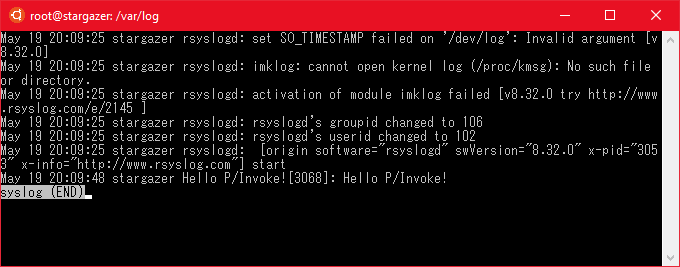 root@stargazer: /var/log
May 19 20:09:25 stargazer rsyslogd: set SO_TIMESTAMP failed on '/dev/log': Invalid argument [v
8.32.0]
May 19 20:09:25 stargazer rsyslogd: imklog: cannot open kernel log (/proc/kmsg): No such file
or directory.
May 19 20:09:25 stargazer rsyslogd: activation of module imklog failed [v8.32.0 try http://www
.rsyslog.com/e/2145 ]
May 19 20:09:25 stargazer rsyslogd: rsyslogd's groupid changed to 106
May 19 20:09:25 stargazer rsyslogd: rsyslogd's userid changed to 102
May 19 20:09:25 stargazer rsyslogd:  [origin software="rsyslogd" swVersion="8.32.0" x-pid="305
3" x-info="http://www.rsyslog.com"] start
May 19 20:09:48 stargazer Hello P/Invoke![3068]: Hello P/Invoke!
syslog (END)